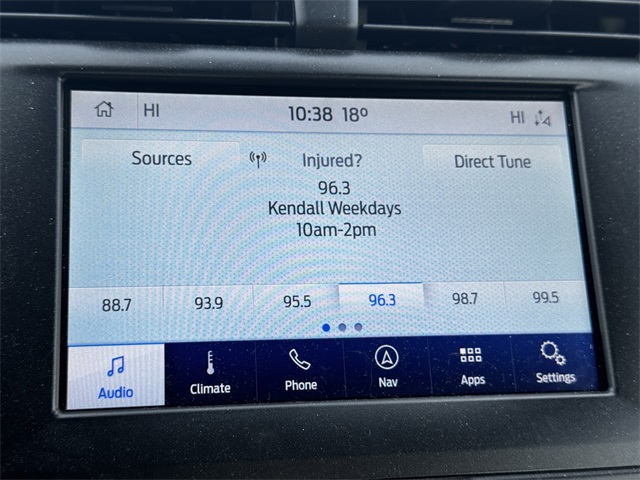 HI 10:38 18° HI
Sources Injured? Direct Tune
96.3
Kendall Weekdays
10am-2pm
88.7 93.9 95.5 96.3 98.7 99.5
Audio Climate Phone Nav Apps Settings